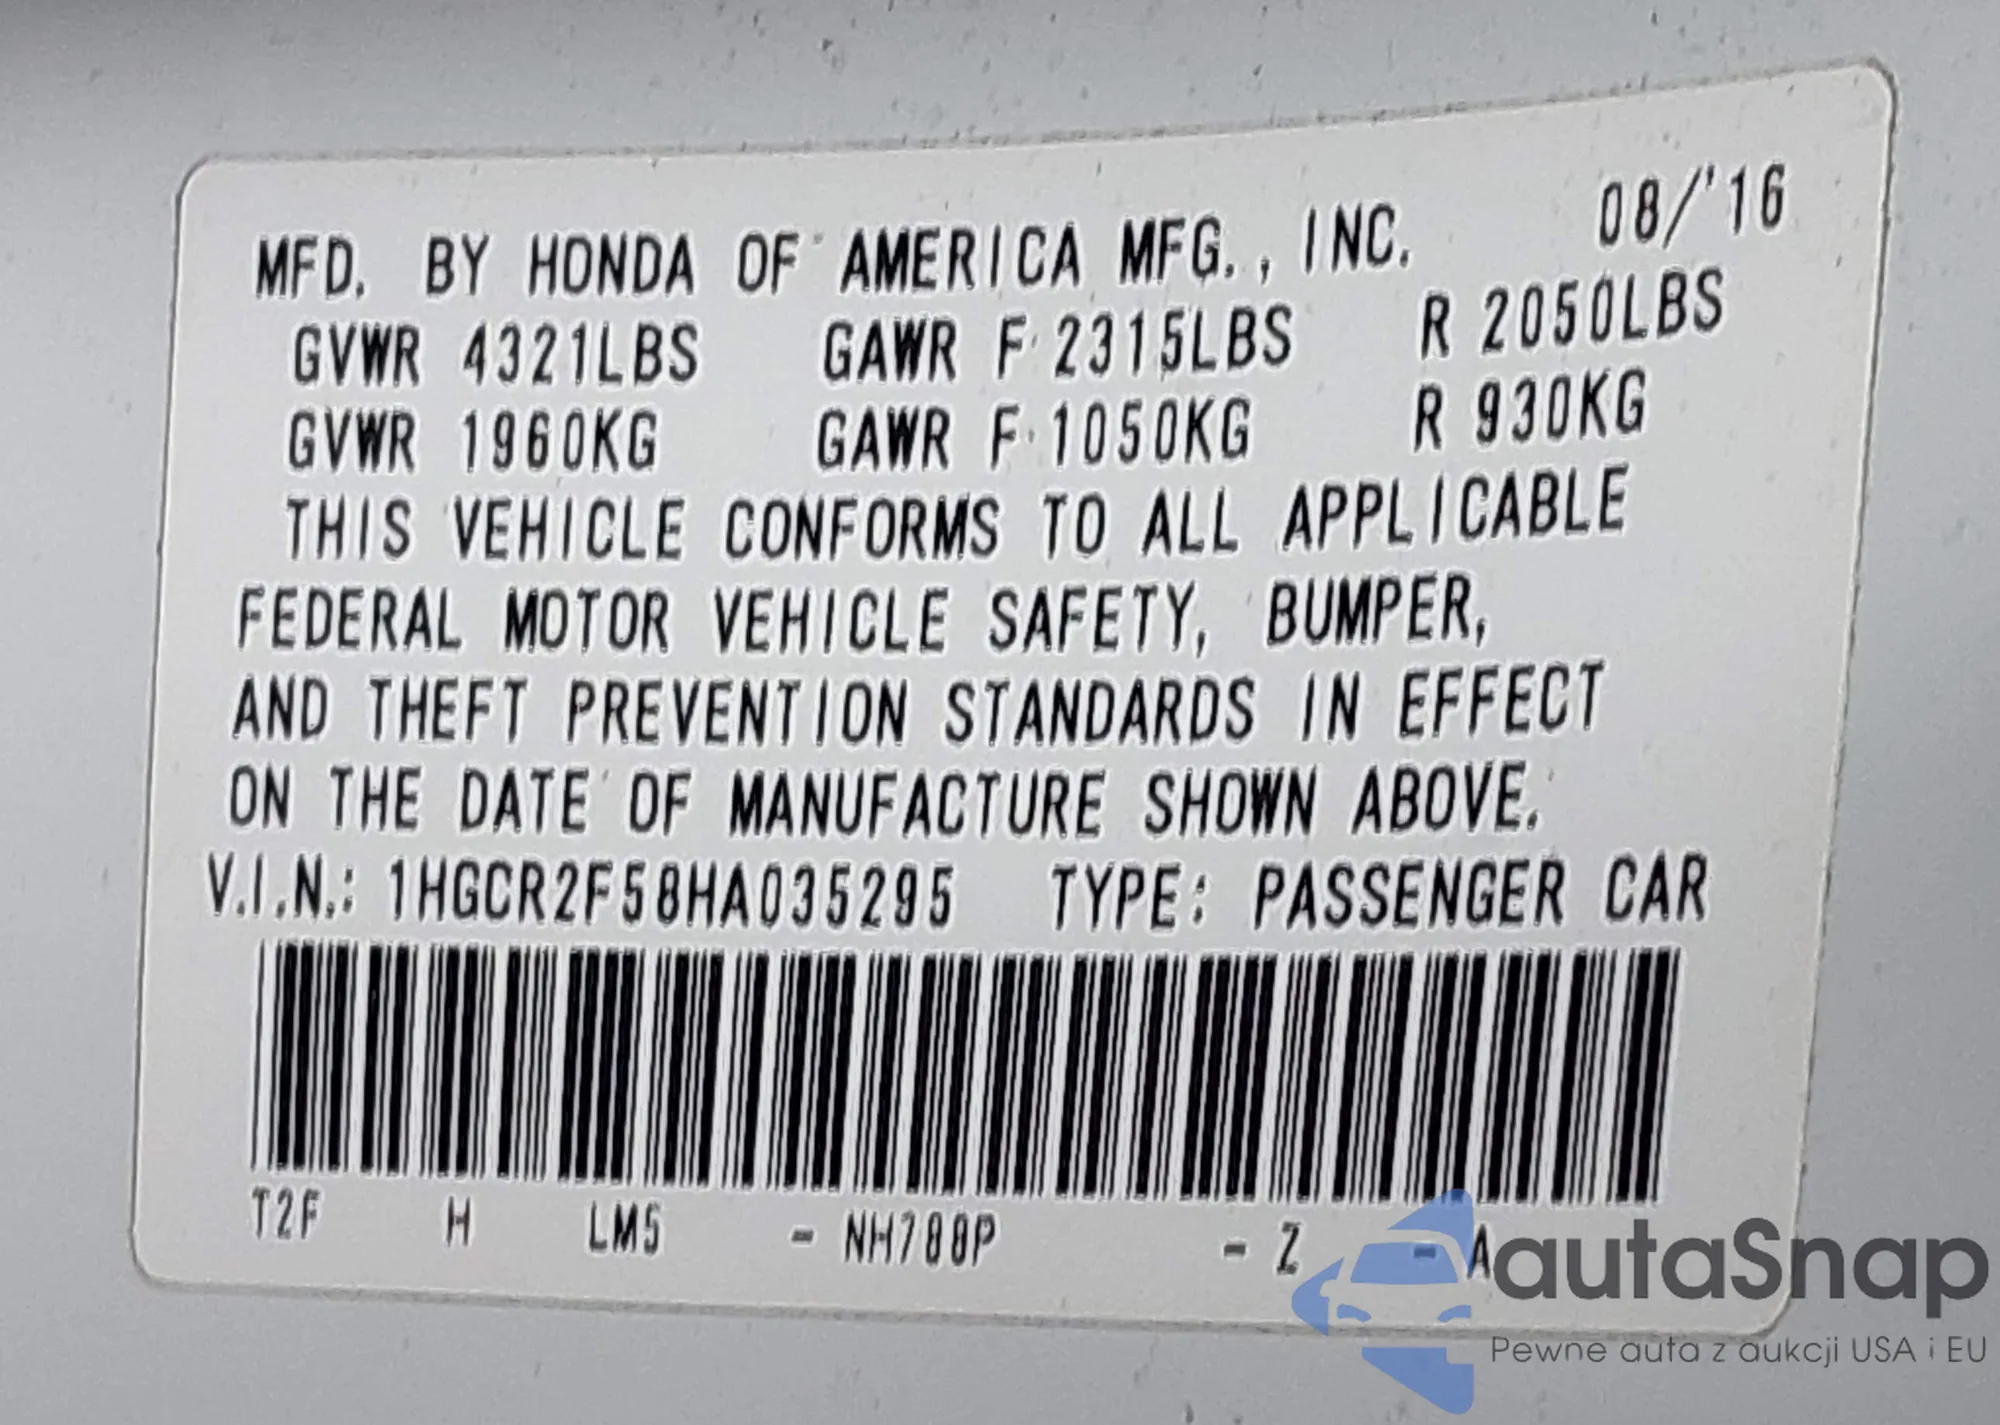 MFD. BY HONDA OF AMERICA MFG., INC. 08/'16
GVWR 4321LBS GAWR F 2315LBS R 2050LBS
GVWR 1960KG GAWR F 1050KG R 930KG
THIS VEHICLE CONFORMS TO ALL APPLICABLE
FEDERAL MOTOR VEHICLE SAFETY, BUMPER,
AND THEFT PREVENTION STANDARDS IN EFFECT
ON THE DATE OF MANUFACTURE SHOWN ABOVE.
V.I.N.: 1HGCR2F58HA035295 TYPE: PASSENGER CAR
T2F H LM5 - NH788P - Z - A
autaSnap
Pewne auta z aukcji USA i EU